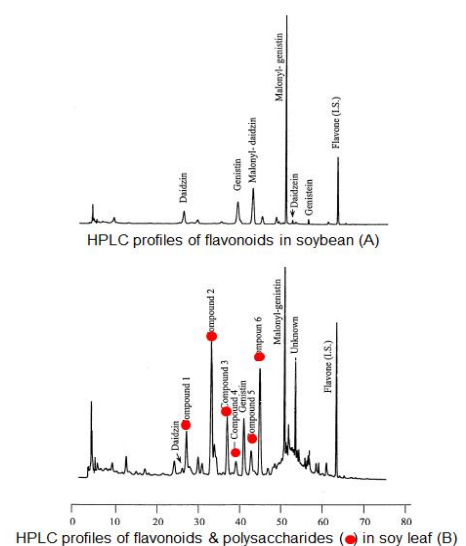 Daidzin
Genistin
Malonyl- daidzin
Malonyl- genistin
Daidzein
Genistein
Flavone (I.S.)
HPLC profiles of flavonoids in soybean (A)
Daidzin
Compound 1
Compound 2
Compound 3
Compound 4
Genistin
Compound 5
Compoun 6
Malonyl-genistin
Unknown
Flavone (I.S.)
0 10 20 30 40 50 60 70 80
HPLC profiles of flavonoids & polysaccharides ( ) in soy leaf (B)